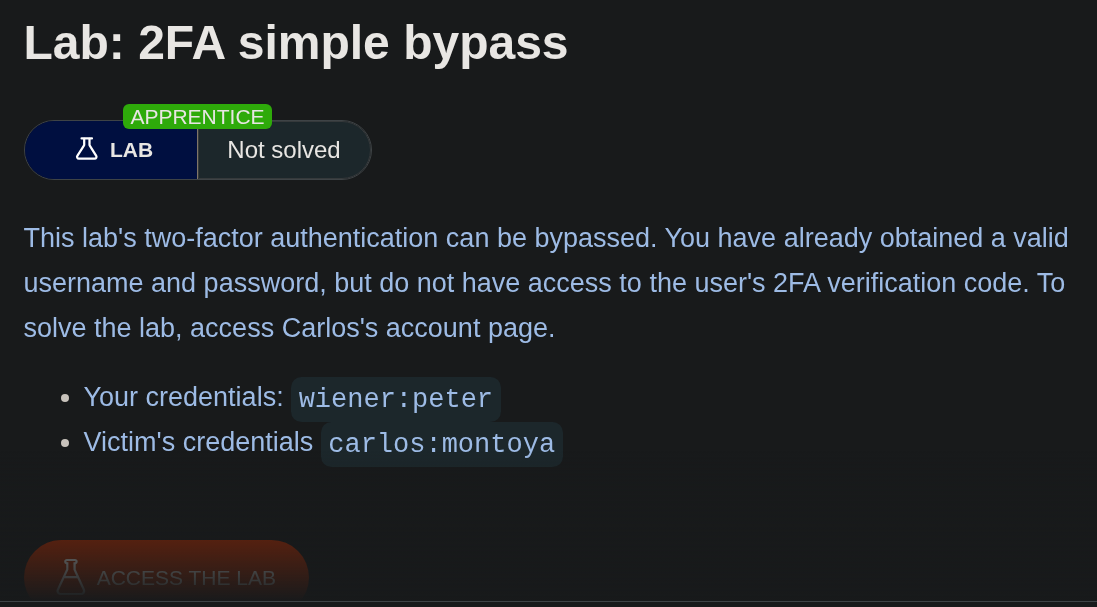 Lab: 2FA simple bypass
APPRENTICE
LAB
Not solved
This lab's two-factor authentication can be bypassed. You have already obtained a valid
username and password, but do not have access to the user's 2FA verification code. To
solve the lab, access Carlos's account page.
Your credentials: wiener:peter
Victim's credentials carlos:montoya
ACCESS THE LAB